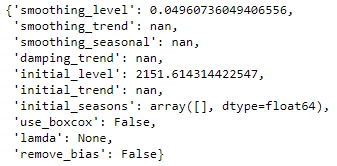 {'smoothing_level': 0.04960736049406556,
'smoothing_trend': nan,
'smoothing_seasonal': nan,
'damping_trend': nan,
'initial_level': 2151.614314422547,
'initial_trend': nan,
'initial_seasons': array([], dtype=float64),
'use_boxcox': False,
'lamda': None,
'remove_bias': False}